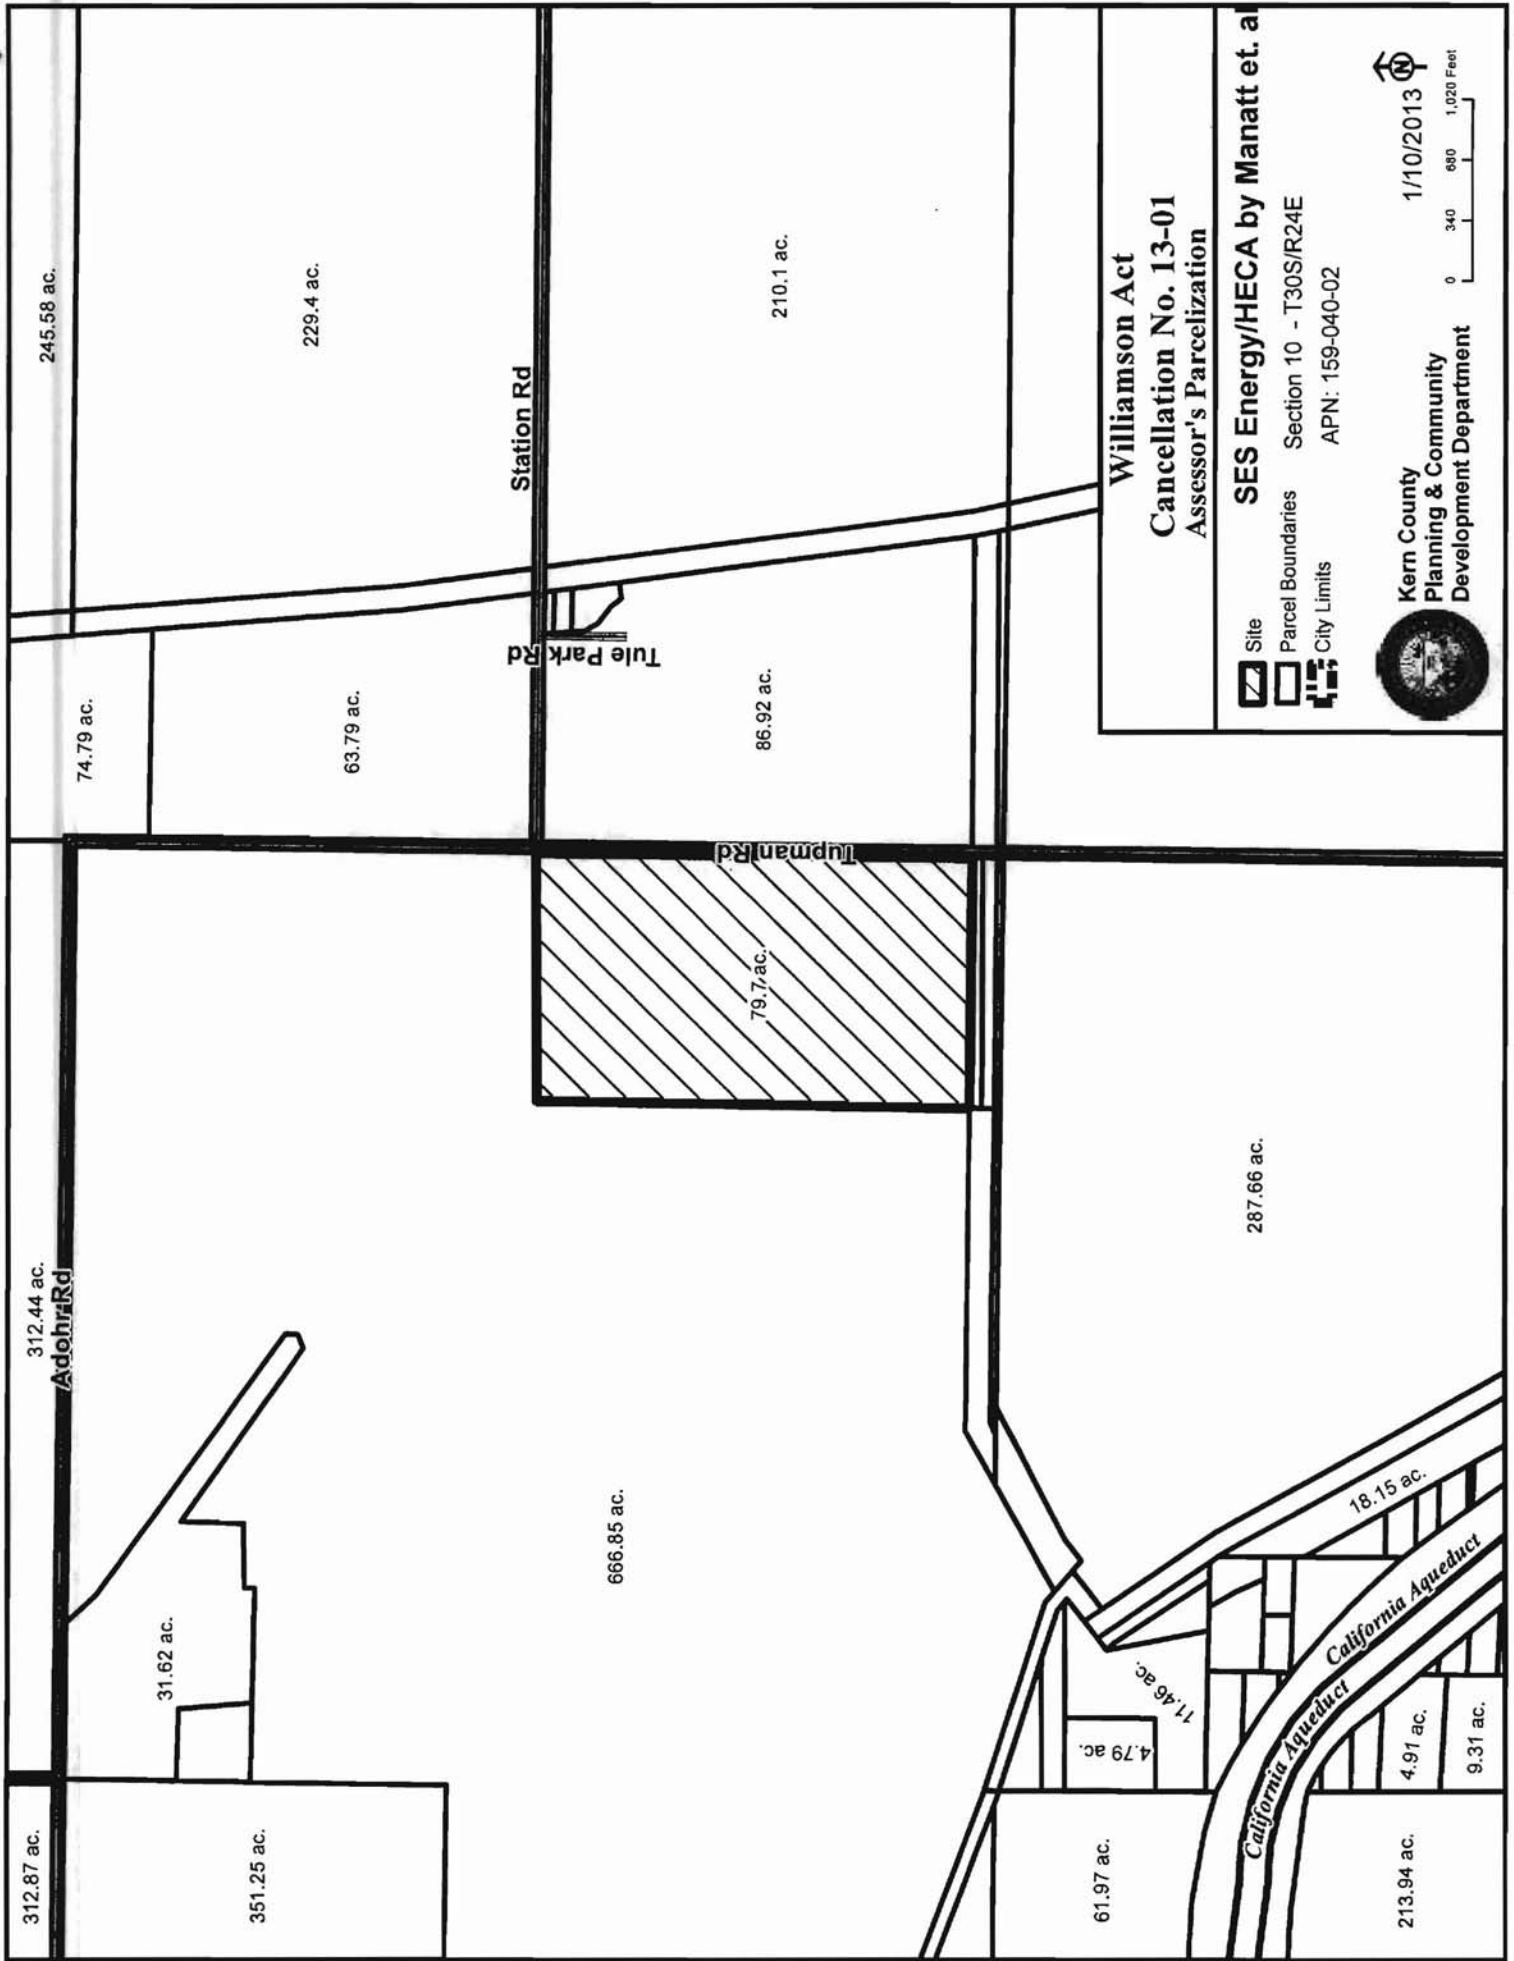 312.87 ac.
312.44 ac.
245.58 ac.
Adohr Rd
351.25 ac.
31.62 ac.
74.79 ac.
229.4 ac.
63.79 ac.
Station Rd
Tule Park Rd
666.85 ac.
Tupman Rd
79.7 ac.
86.92 ac.
210.1 ac.
61.97 ac.
4.79 ac.
11.46 ac.
287.66 ac.
18.15 ac.
California Aqueduct
California Aqueduct
213.94 ac.
4.91 ac.
9.31 ac.
Williamson Act
Cancellation No. 13-01
Assessor's Parcelization
SES Energy/HECA by Manatt et. al
Site
Parcel Boundaries
City Limits
Section 10 - T30S/R24E
APN: 159-040-02
Kern County
Planning & Community
Development Department
1/10/2013
N
0 340 680 1,020 Feet